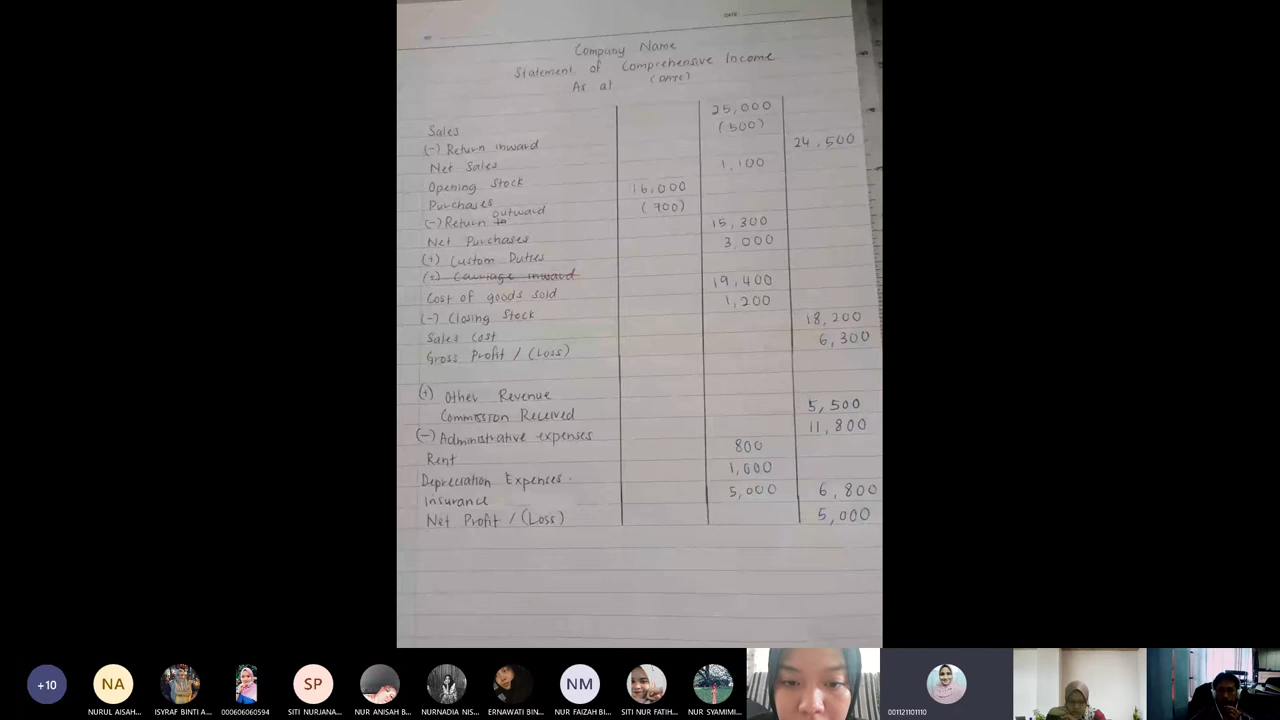 DATE
Company Name
Statement of Comprehensive Income
As at (DATE)
Sales 25,000
(-) Return inward (500)
Net Sales 24,500
Opening Stock 1,100
Purchases 16,000
(-) Return to outward (700)
Net Purchases 15,300
(+) Custom Duties 3,000
(+) Carriage inward
Cost of goods sold 19,400
(-) Closing Stock 1,200
Sales Cost 18,200
Gross Profit / (Loss) 6,300
(+) Other Revenue
Commission Received 5,500
11,800
(-) Administrative expenses
Rent 800
Depreciation Expenses. 1,000
insurance 5,000 6,800
Net Profit / (Loss) 5,000
+10 NA SP NM
NURUL AISAH... ISYRAF BINTI A... 000606060594 SITI NURJANA... NUR ANISAH B... NURNADIA NIS... ERNAWATI BIN... NUR FAIZAH BI... SITI NUR FATIH... NUR SYAMIMI... 001121101110